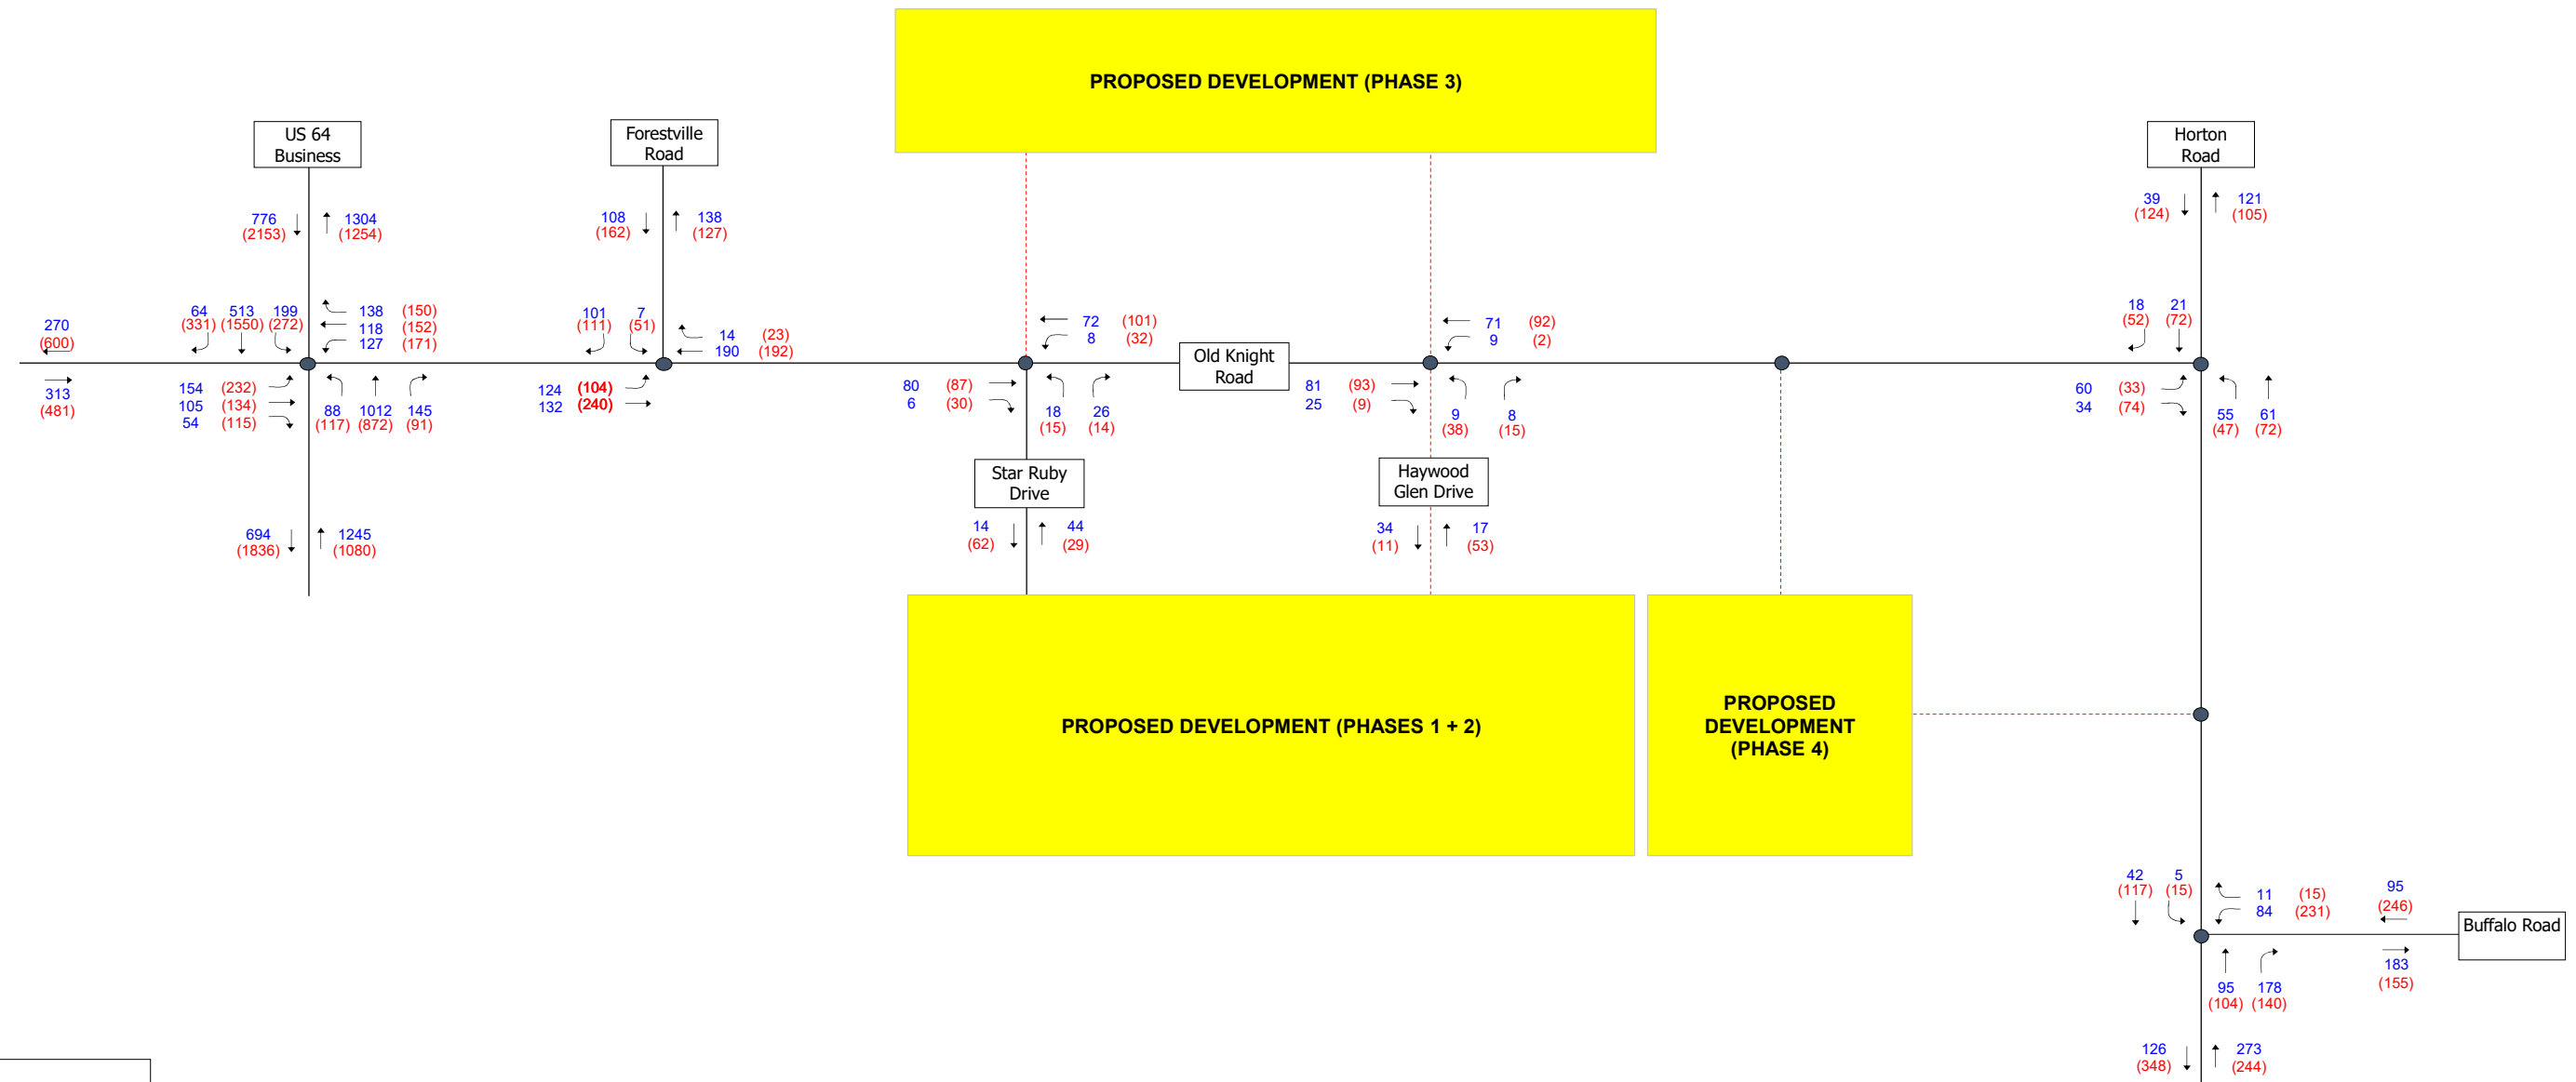 PROPOSED DEVELOPMENT (PHASE 3)
US 64
Business
Forestville
Road
Horton
Road
776 1304
(2153) (1254)
108 138
(162) (127)
39 121
(124) (105)
270
(600)
64 513 199
(331) (1550) (272)
138 (150)
118 (152)
127 (171)
101 7
(111) (51)
14 (23)
190 (192)
72 (101)
8 (32)
Old Knight
Road
71 (92)
9 (2)
18 21
(52) (72)
313
(481)
154 (232)
105 (134)
54 (115)
88 1012 145
(117) (872) (91)
124 (104)
132 (240)
80 (87)
6 (30)
18 26
(15) (14)
81 (93)
25 (9)
9 8
(38) (15)
60 (33)
34 (74)
55 61
(47) (72)
Star Ruby
Drive
Haywood
Glen Drive
694 1245
(1836) (1080)
14 44
(62) (29)
34 17
(11) (53)
PROPOSED DEVELOPMENT (PHASES 1 + 2)
PROPOSED
DEVELOPMENT
(PHASE 4)
42 5
(117) (15)
11 (15)
84 (231)
95
(246)
Buffalo Road
183
(155)
95 178
(104) (140)
126 273
(348) (244)